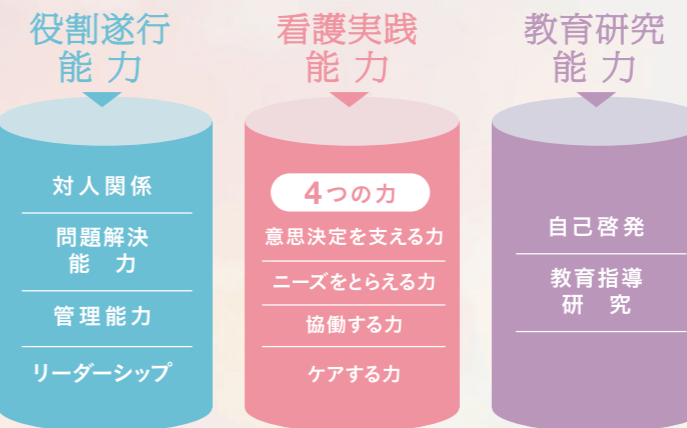 役割遂行
能力
対人関係
問題解決
能　力
管理能力
リーダーシップ
看護実践
能力
4つの力
意思決定を支える力
ニーズをとらえる力
協働する力
ケアする力
教育研究
能力
自己啓発
教育指導
研　究